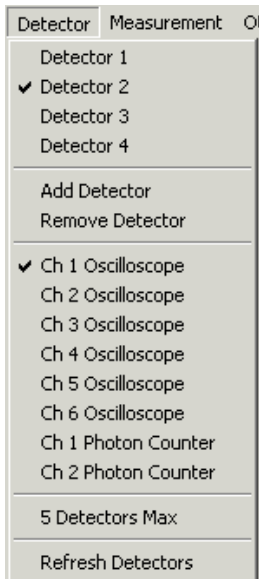 Detector Measurement
Detector 1
Detector 2
Detector 3
Detector 4
Add Detector
Remove Detector
Ch 1 Oscilloscope
Ch 2 Oscilloscope
Ch 3 Oscilloscope
Ch 4 Oscilloscope
Ch 5 Oscilloscope
Ch 6 Oscilloscope
Ch 1 Photon Counter
Ch 2 Photon Counter
5 Detectors Max
Refresh Detectors